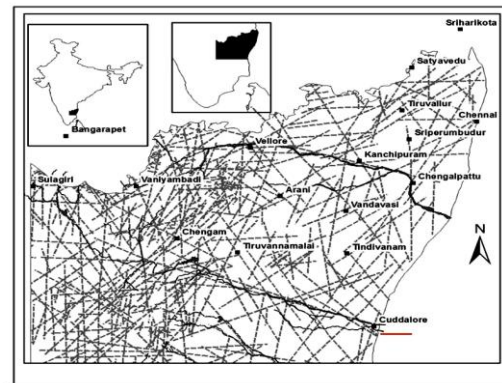 Sriharikota
Satyavedu
Bangarapet
Tiruvallur
Chennai
Sriperumbudur
Vellore
Kanchipuram
Sulagiri
Vaniyambadi
Chengalpattu
Arani
Vandavasi
N
Chengam
Tiruvannamalai
Tindivanam
Cuddalore